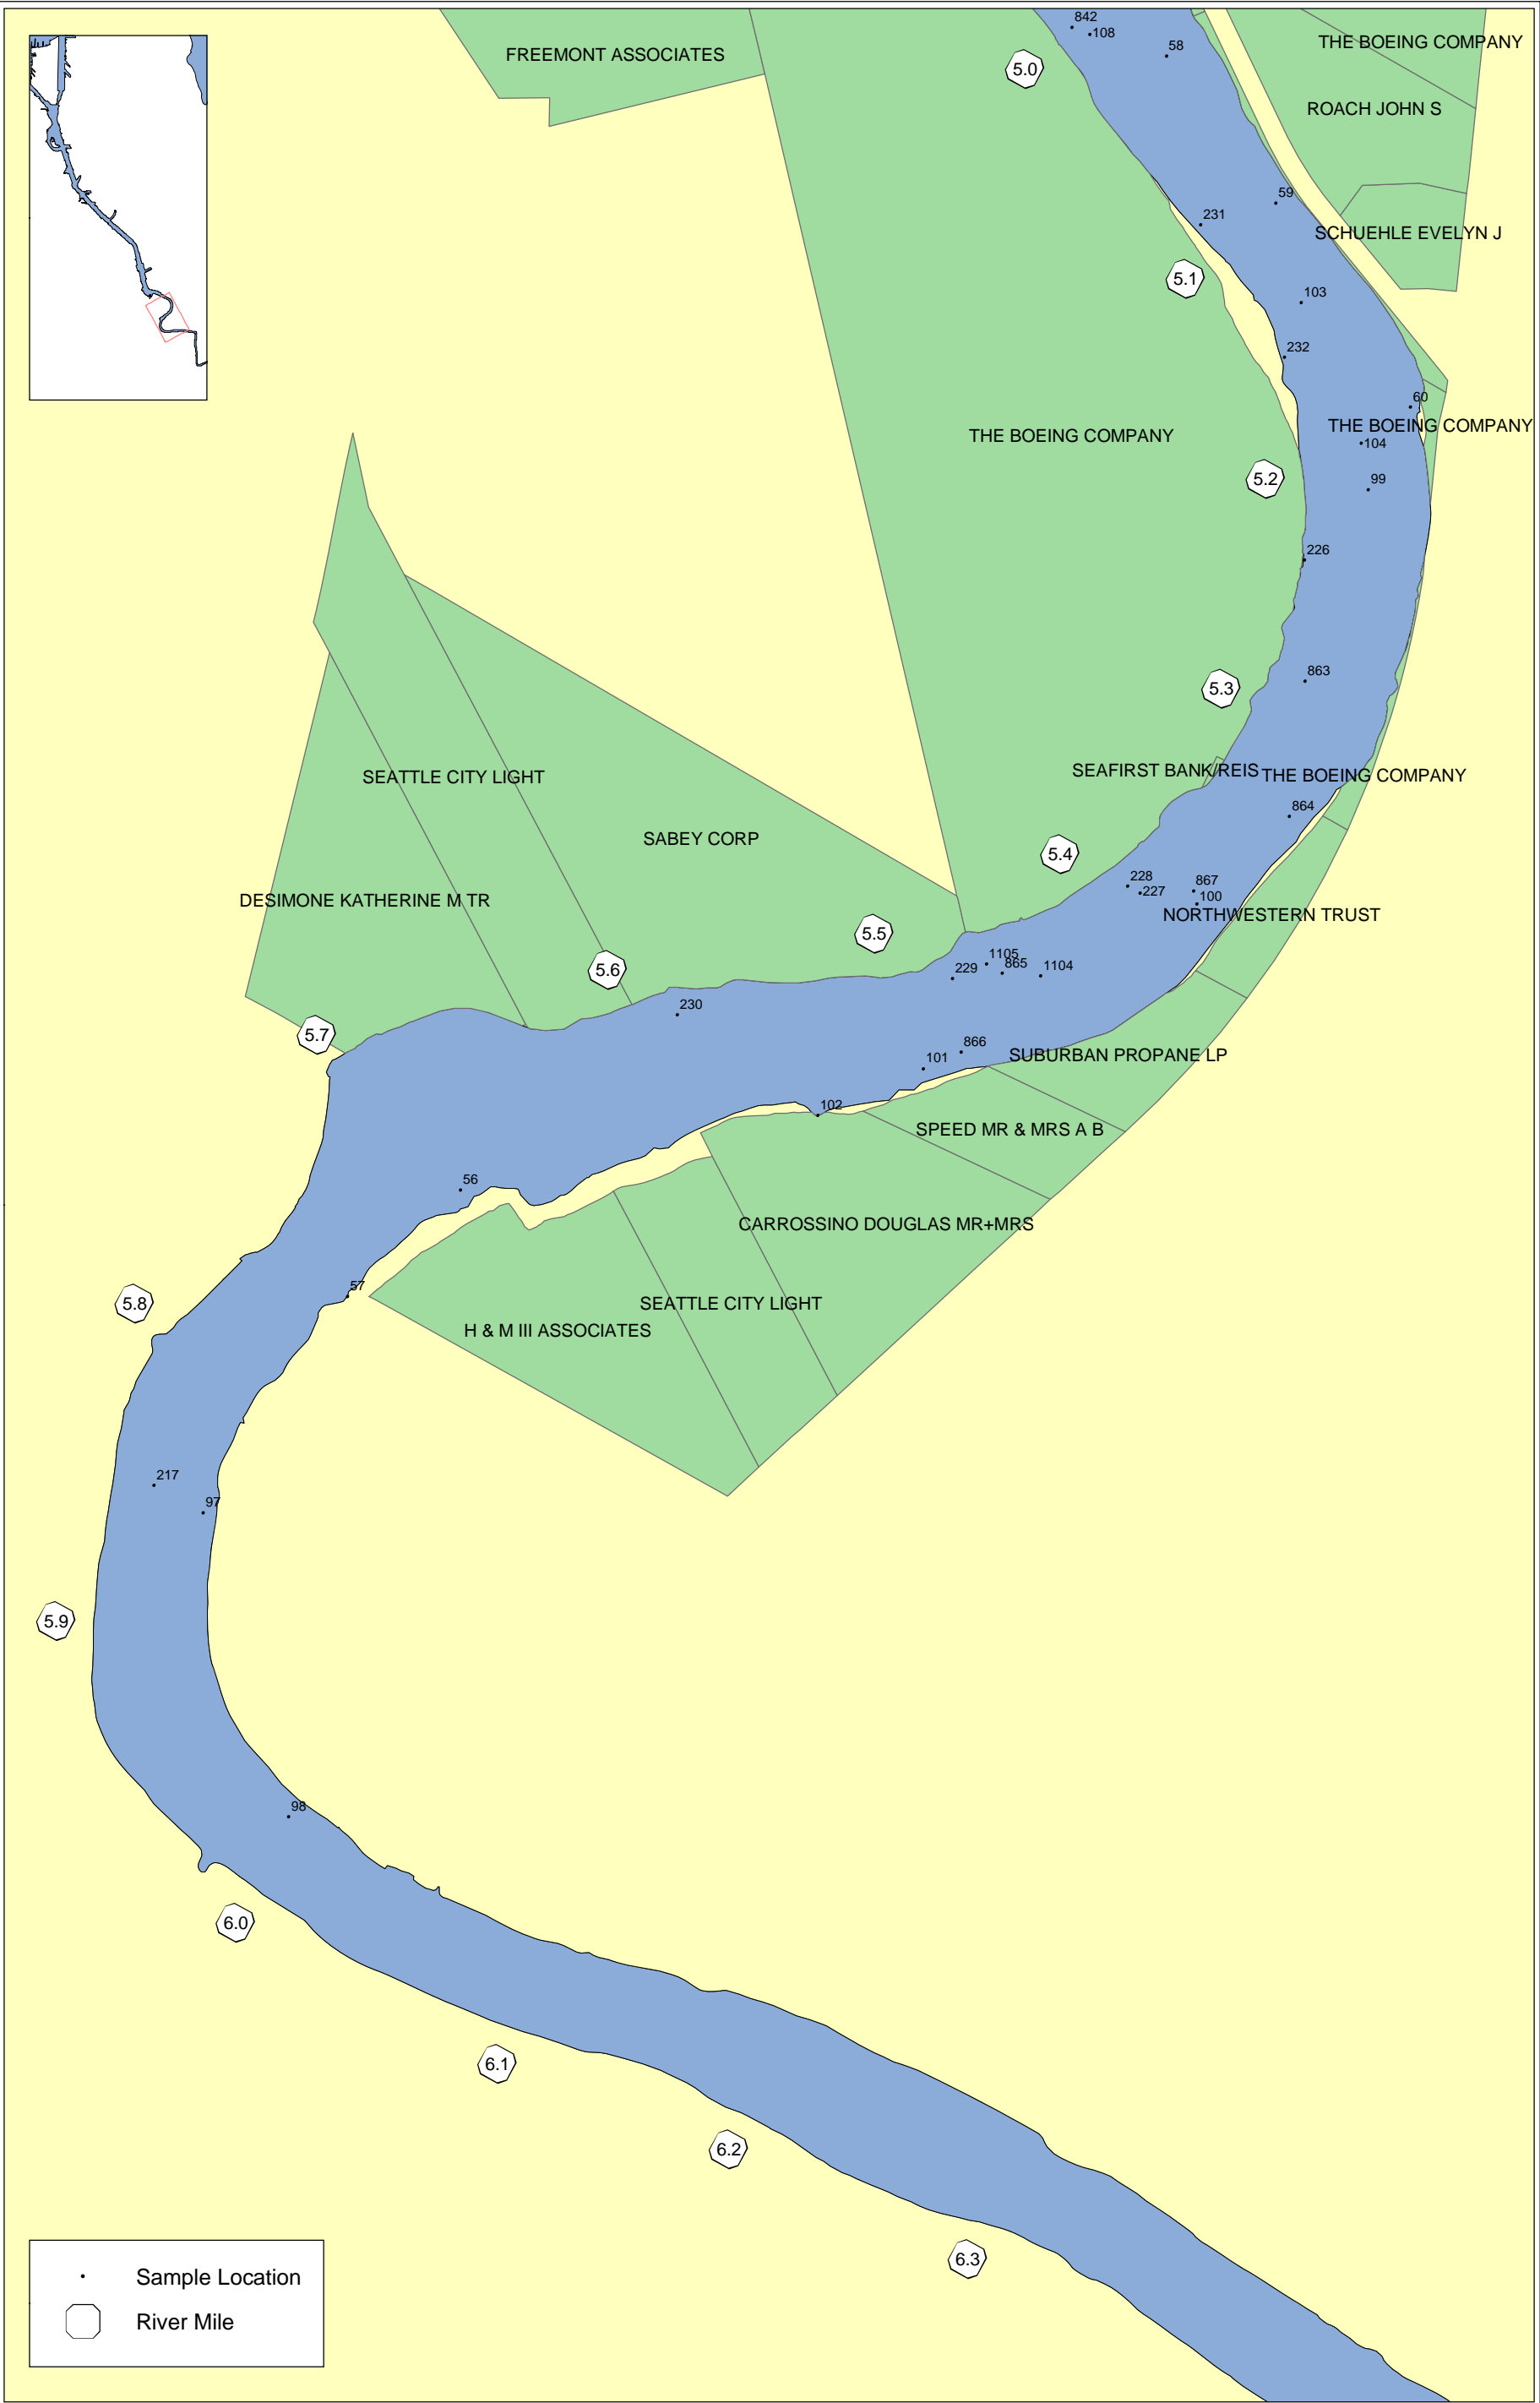 842
108
58
THE BOEING COMPANY
FREEMONT ASSOCIATES
5.0
ROACH JOHN S
59
231
SCHUEHLE EVELYN J
5.1
103
232
60
THE BOEING COMPANY
THE BOEING COMPANY
104
5.2
99
226
863
5.3
SEAFIRST BANK/REIS
THE BOEING COMPANY
SEATTLE CITY LIGHT
864
SABEY CORP
5.4
228
227
867
100
DESIMONE KATHERINE M TR
NORTHWESTERN TRUST
5.5
1105
865
1104
229
5.6
230
5.7
866
101
SUBURBAN PROPANE LP
102
SPEED MR & MRS A B
56
CARROSSINO DOUGLAS MR+MRS
57
5.8
SEATTLE CITY LIGHT
H & M III ASSOCIATES
217
97
5.9
98
6.0
6.1
6.2
6.3
Sample Location
River Mile